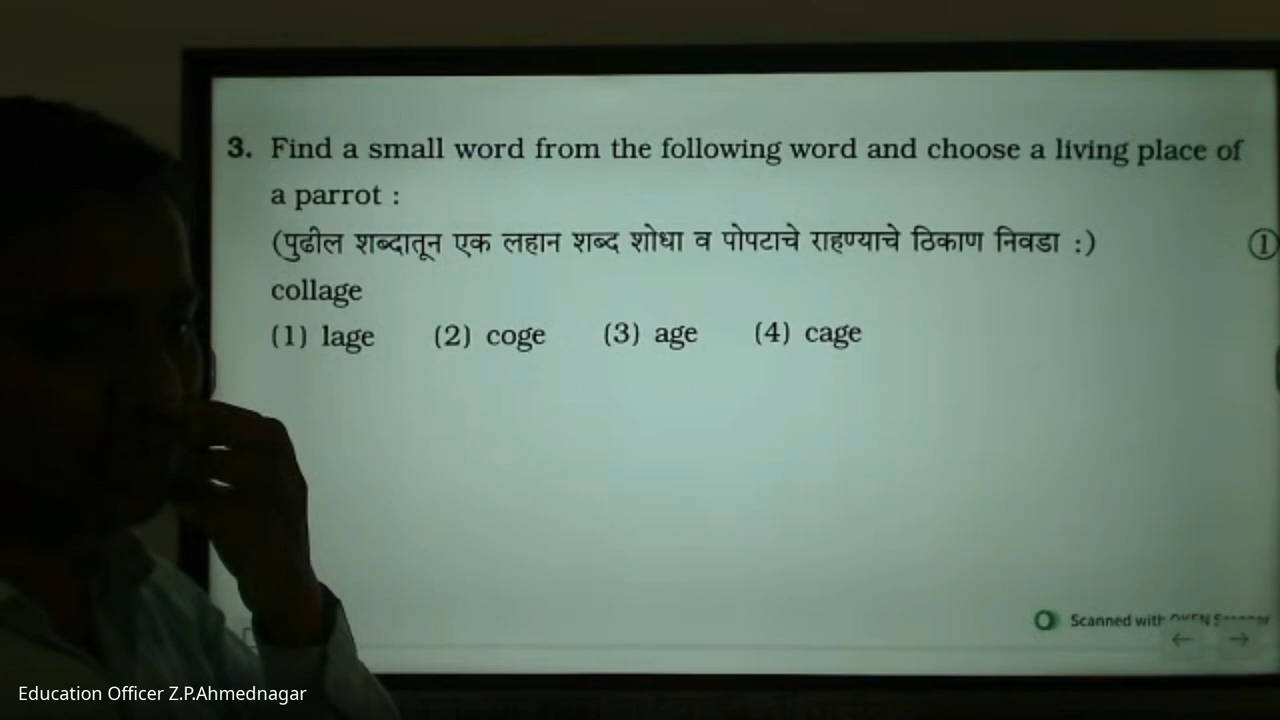 3. Find a small word from the following word and choose a living place of
a parrot :
(पुढील शब्दातून एक लहान शब्द शोधा व पोपटाचे राहण्याचे ठिकाण निवडा :)
①
collage
(1) lage (2) coge (3) age (4) cage
Scanned with
← →
Education Officer Z.P.Ahmednagar